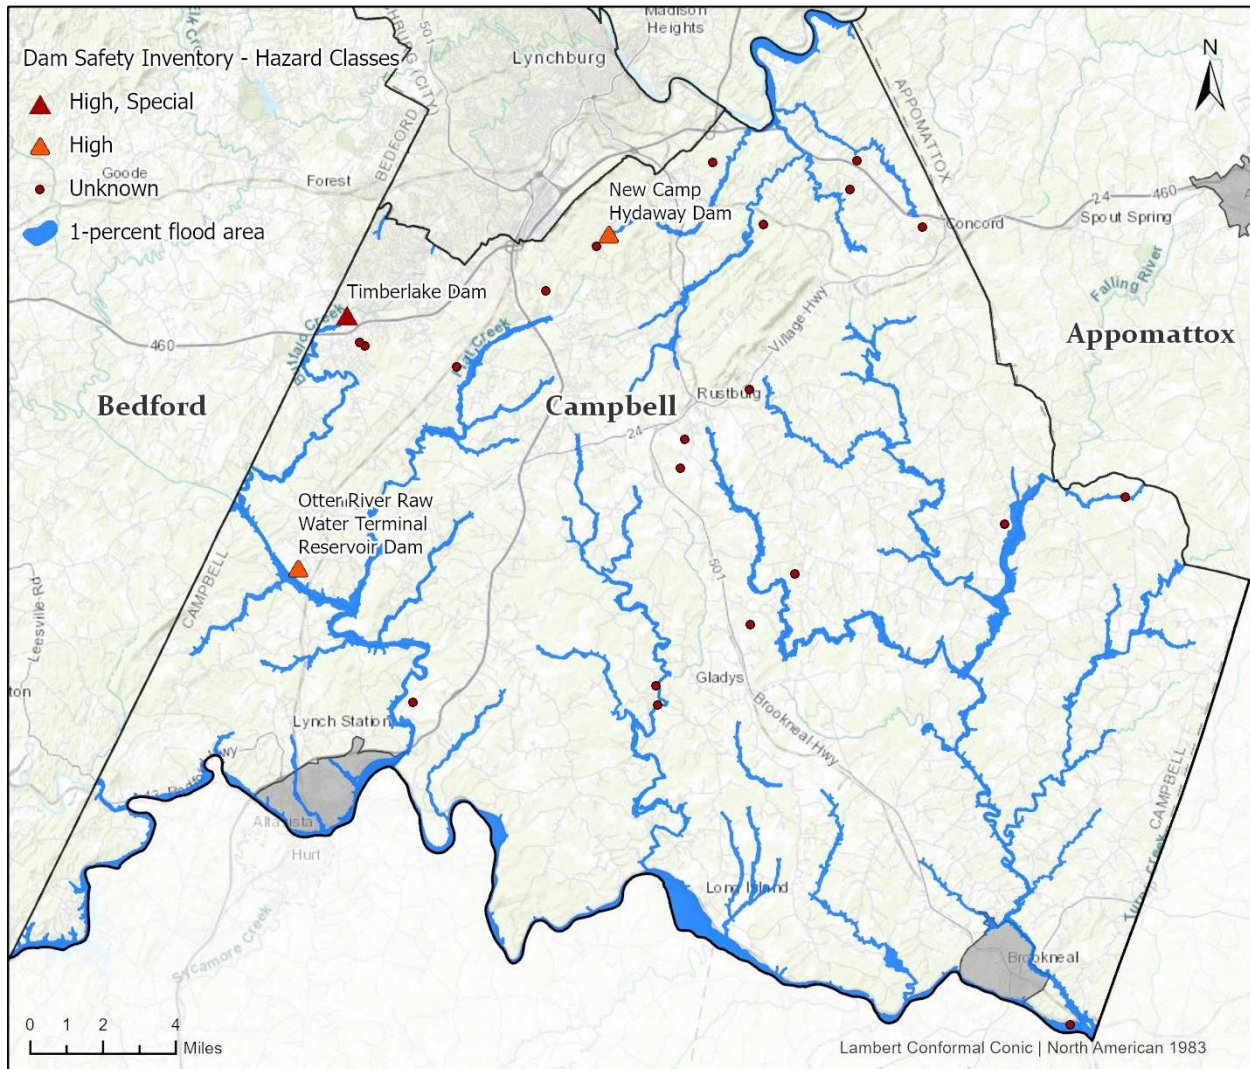 Dam Safety Inventory - Hazard Classes
High, Special
High
Unknown
1-percent flood area
N
Madison
Heights
Lynchburg
501
BEDFORD
APPOMATTOX
Goode
Forest
New Camp
Hydaway Dam
24
460
Spout Spring
Concord
Falling River
Timberlake Dam
460
Flat Creek
Village Hwy
Appomattox
Bedford
Campbell
Rustburg
24
Otter River Raw
Water Terminal
Reservoir Dam
CAMPBELL
501
Leesville Rd
ton
Gladys
Lynch Station
Brookneal Hwy
CAMPBELL
Altavista
Hurt
Long Island
Sycamore Creek
Brookneal
0 1 2 4
Miles
Lambert Conformal Conic | North American 1983